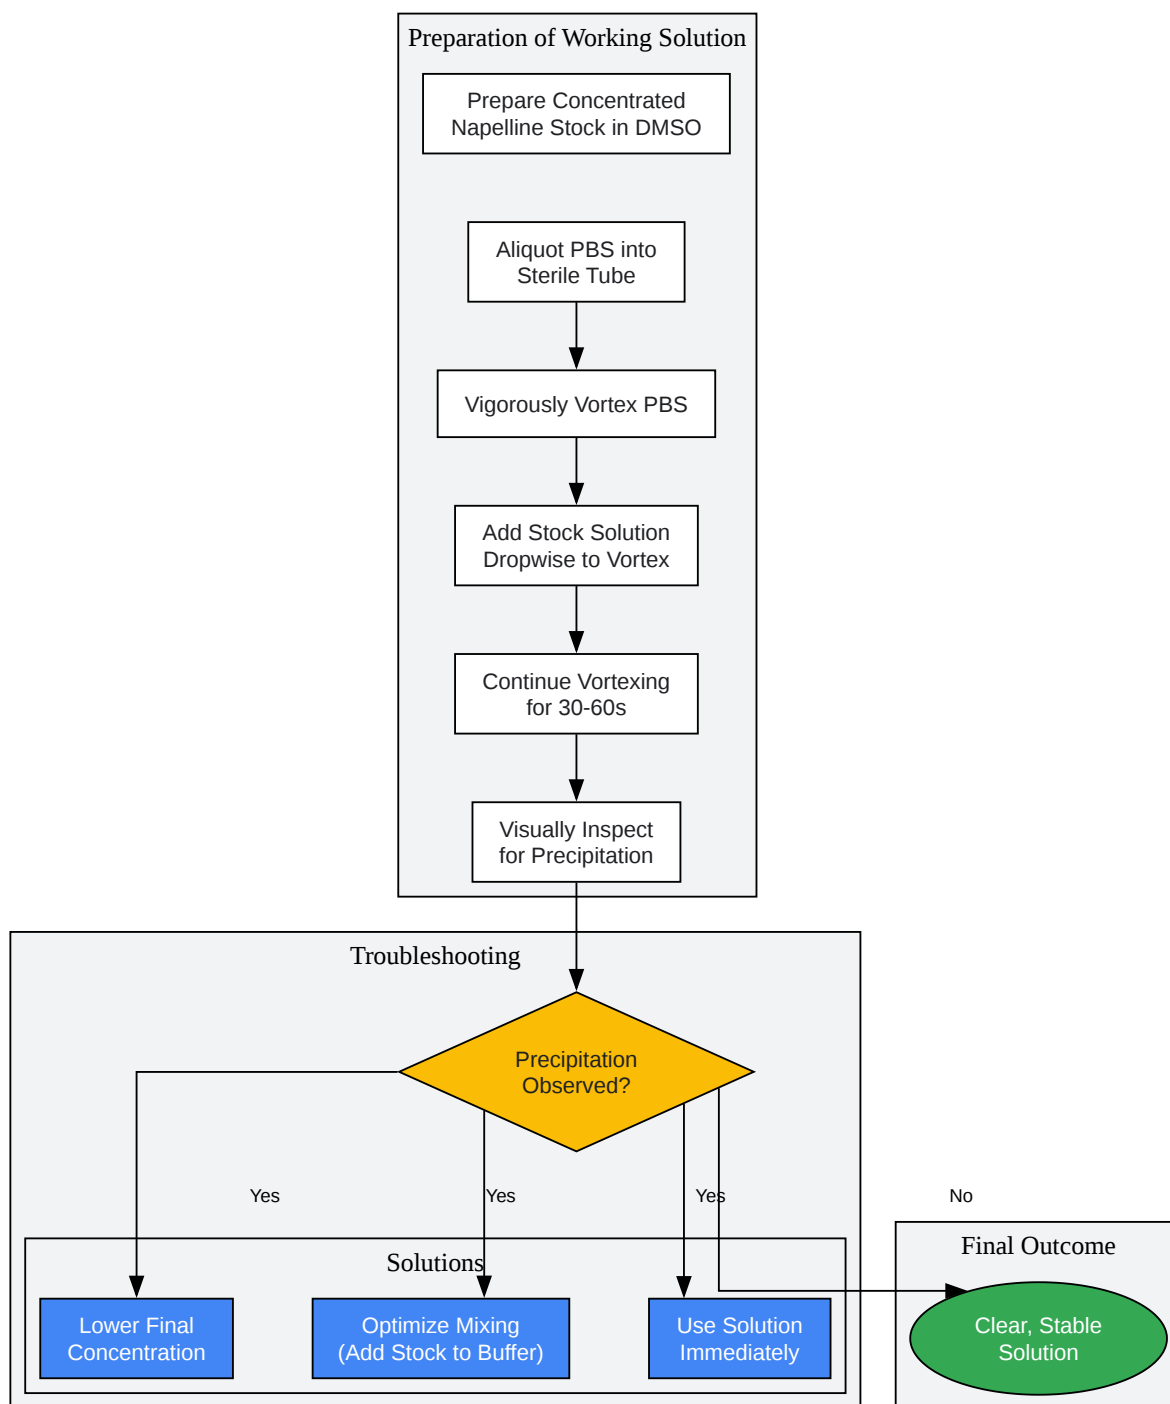 Preparation of Working Solution
Prepare Concentrated
Napelline Stock in DMSO
Aliquot PBS into
Sterile Tube
Vigorously Vortex PBS
Add Stock Solution
Dropwise to Vortex
Continue Vortexing
for 30-60s
Visually Inspect
for Precipitation
Troubleshooting
Precipitation
Observed?
Yes
Yes
Yes
No
Solutions
Final Outcome
Lower Final
Concentration
Optimize Mixing
(Add Stock to Buffer)
Use Solution
Immediately
Clear, Stable
Solution